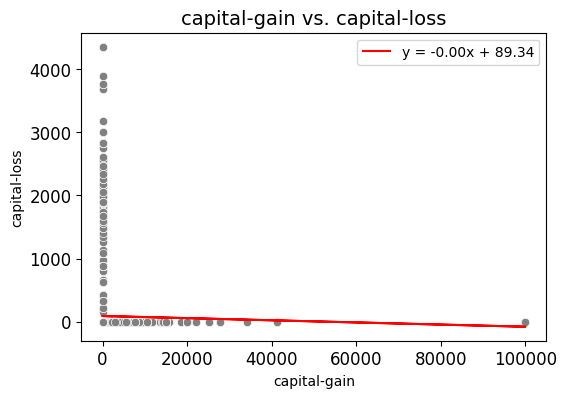 capital-gain vs. capital-loss
y = -0.00x + 89.34
capital-loss
4000
3000
2000
1000
0
0 20000 40000 60000 80000 100000
capital-gain